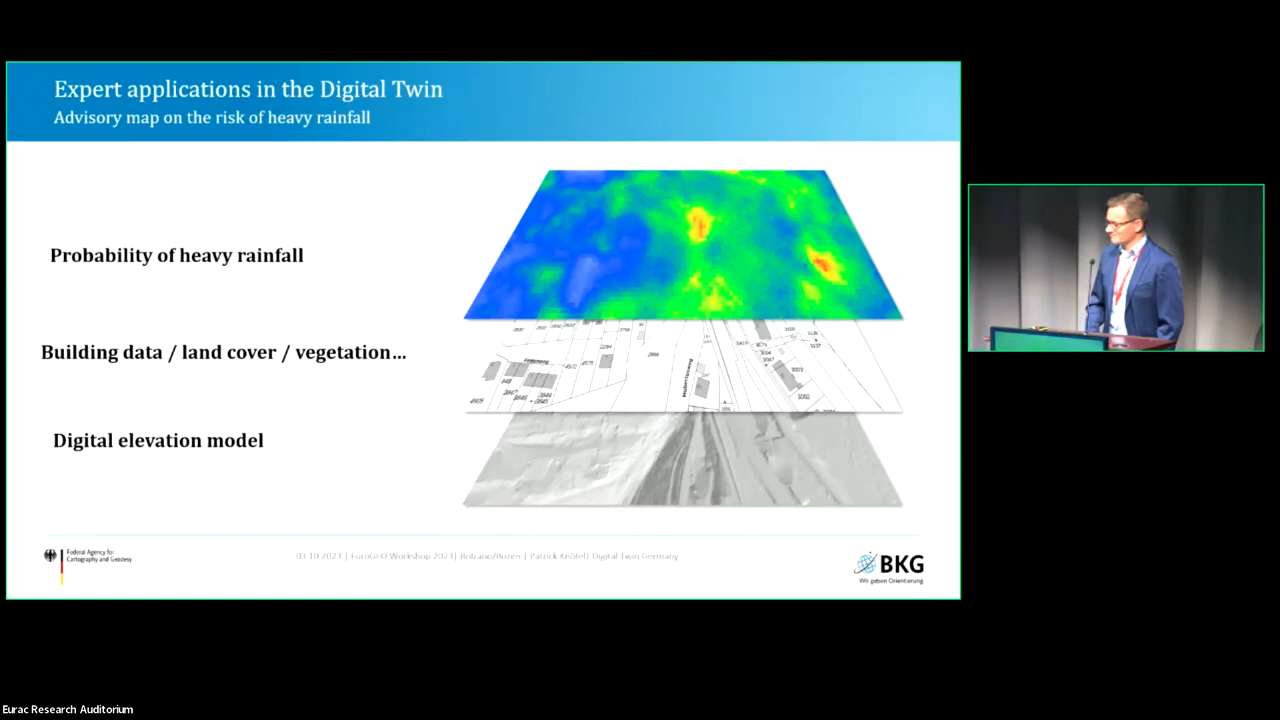 Expert applications in the Digital Twin
Advisory map on the risk of heavy rainfall
Probability of heavy rainfall
Building data / land cover / vegetation...
Digital elevation model
Federal Agency for
Cartography and Geodesy
03.10.2023 | EuroGEO Workshop 2023| Bolzano/Bozen | Patrick Knöfel| Digital Twin Germany
BKG
Wir geben Orientierung
Eurac Research Auditorium